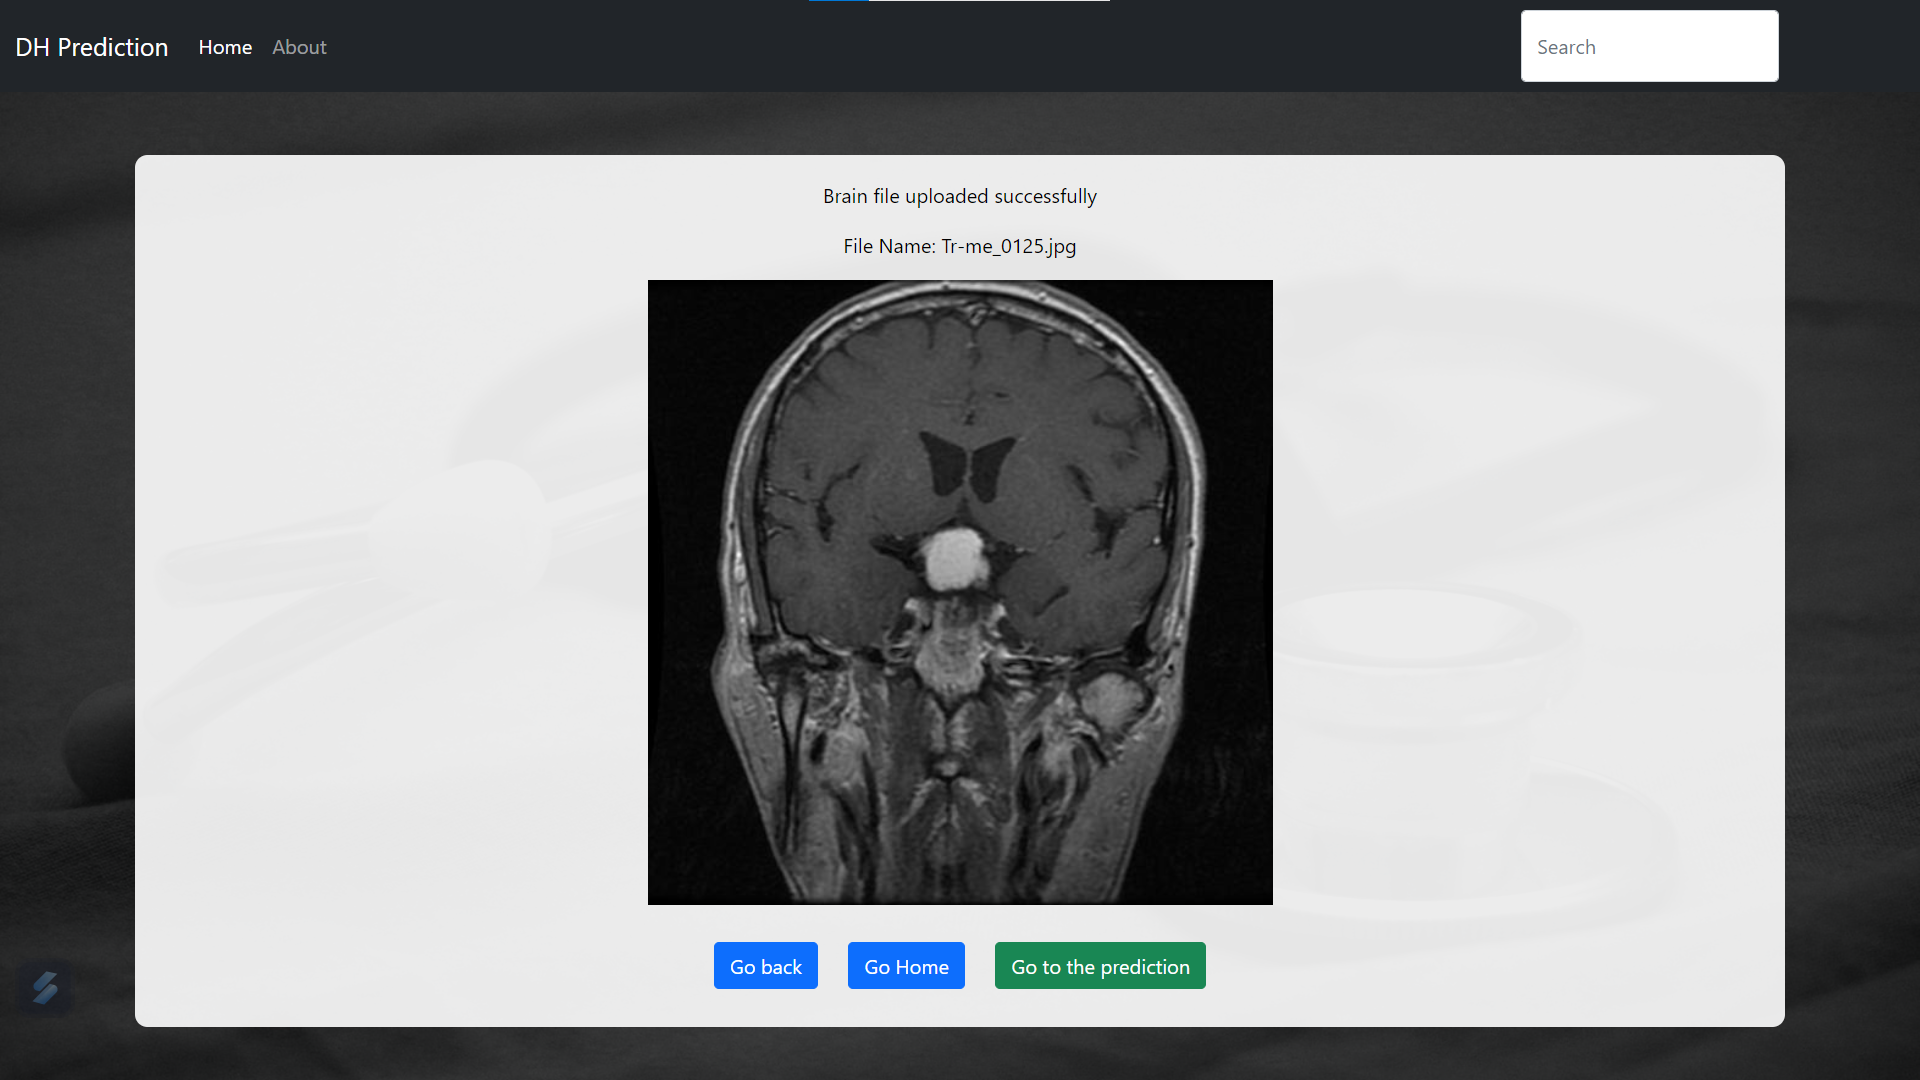 DH Prediction
Home
About
Search
Brain file uploaded successfully
File Name: Tr-me_0125.jpg
Go back
Go Home
Go to the prediction